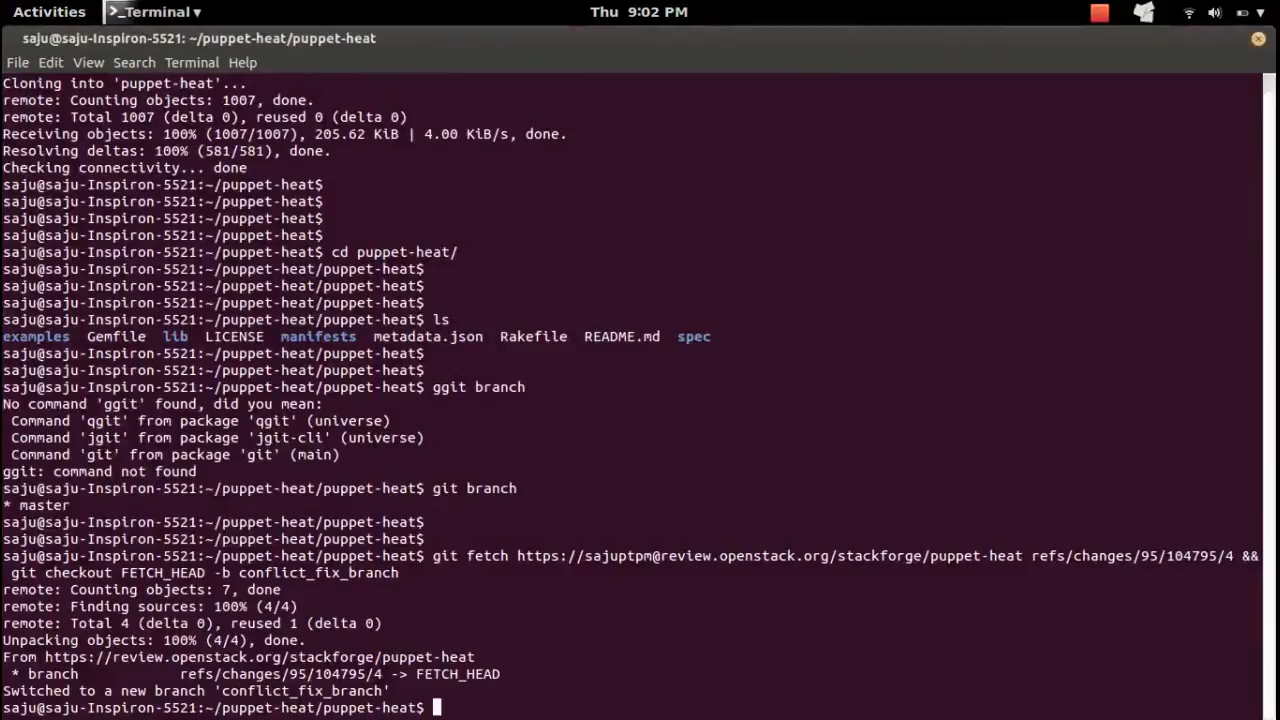 Activities
Terminal
Thu 9:02 PM
saju@saju-Inspiron-5521: ~/puppet-heat/puppet-heat
File Edit View Search Terminal Help
Cloning into 'puppet-heat'...
remote: Counting objects: 1007, done.
remote: Total 1007 (delta 0), reused 0 (delta 0)
Receiving objects: 100% (1007/1007), 205.62 KiB | 4.00 KiB/s, done.
Resolving deltas: 100% (581/581), done.
Checking connectivity... done
saju@saju-Inspiron-5521:~/puppet-heat$
saju@saju-Inspiron-5521:~/puppet-heat$
saju@saju-Inspiron-5521:~/puppet-heat$
saju@saju-Inspiron-5521:~/puppet-heat$
saju@saju-Inspiron-5521:~/puppet-heat$ cd puppet-heat/
saju@saju-Inspiron-5521:~/puppet-heat/puppet-heat$
saju@saju-Inspiron-5521:~/puppet-heat/puppet-heat$
saju@saju-Inspiron-5521:~/puppet-heat/puppet-heat$
saju@saju-Inspiron-5521:~/puppet-heat/puppet-heat$ ls
examples Gemfile lib LICENSE manifests metadata.json Rakefile README.md spec
saju@saju-Inspiron-5521:~/puppet-heat/puppet-heat$
saju@saju-Inspiron-5521:~/puppet-heat/puppet-heat$
saju@saju-Inspiron-5521:~/puppet-heat/puppet-heat$ ggit branch
No command 'ggit' found, did you mean:
Command 'qgit' from package 'qgit' (universe)
Command 'jgit' from package 'jgit-cli' (universe)
Command 'git' from package 'git' (main)
ggit: command not found
saju@saju-Inspiron-5521:~/puppet-heat/puppet-heat$ git branch
* master
saju@saju-Inspiron-5521:~/puppet-heat/puppet-heat$
saju@saju-Inspiron-5521:~/puppet-heat/puppet-heat$
saju@saju-Inspiron-5521:~/puppet-heat/puppet-heat$ git fetch https://sajuptpm@review.openstack.org/stackforge/puppet-heat refs/changes/95/104795/4 &&
git checkout FETCH_HEAD -b conflict_fix_branch
remote: Counting objects: 7, done
remote: Finding sources: 100% (4/4)
remote: Total 4 (delta 0), reused 1 (delta 0)
Unpacking objects: 100% (4/4), done.
From https://review.openstack.org/stackforge/puppet-heat
* branch refs/changes/95/104795/4 -> FETCH_HEAD
Switched to a new branch 'conflict_fix_branch'
saju@saju-Inspiron-5521:~/puppet-heat/puppet-heat$